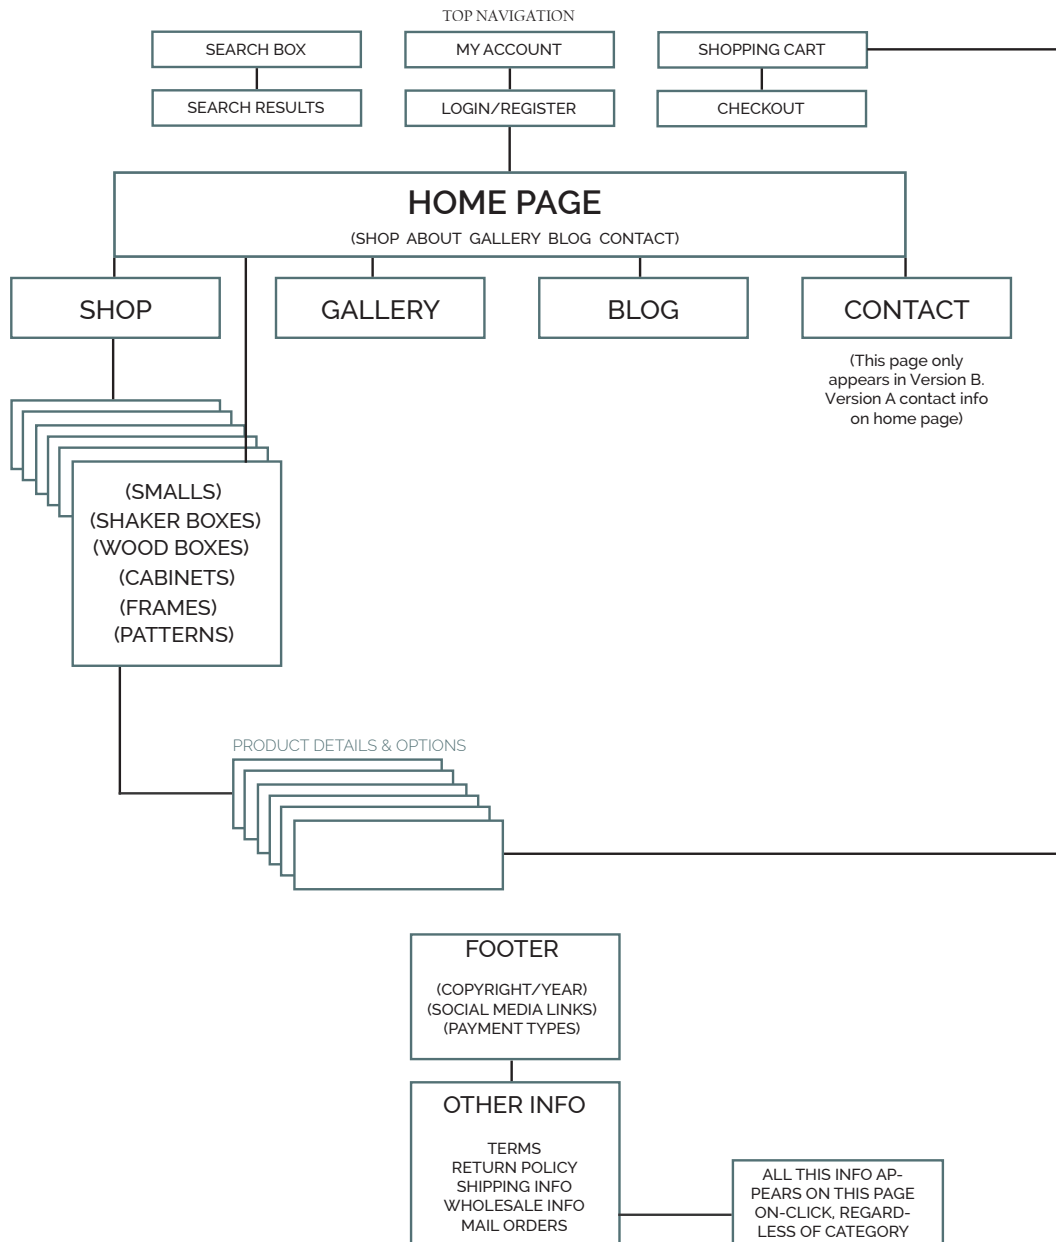 TOP NAVIGATION
SEARCH BOX
MY ACCOUNT
SHOPPING CART
SEARCH RESULTS
LOGIN/REGISTER
CHECKOUT
HOME PAGE
(SHOP ABOUT GALLERY BLOG CONTACT)
SHOP
GALLERY
BLOG
CONTACT
(This page only
appears in Version B.
Version A contact info
on home page)
(SMALLS)
(SHAKER BOXES)
(WOOD BOXES)
(CABINETS)
(FRAMES)
(PATTERNS)
PRODUCT DETAILS & OPTIONS
FOOTER
(COPYRIGHT/YEAR)
(SOCIAL MEDIA LINKS)
(PAYMENT TYPES)
OTHER INFO
TERMS
RETURN POLICY
SHIPPING INFO
WHOLESALE INFO
MAIL ORDERS
ALL THIS INFO AP-
PEARS ON THIS PAGE
ON-CLICK, REGARD-
LESS OF CATEGORY